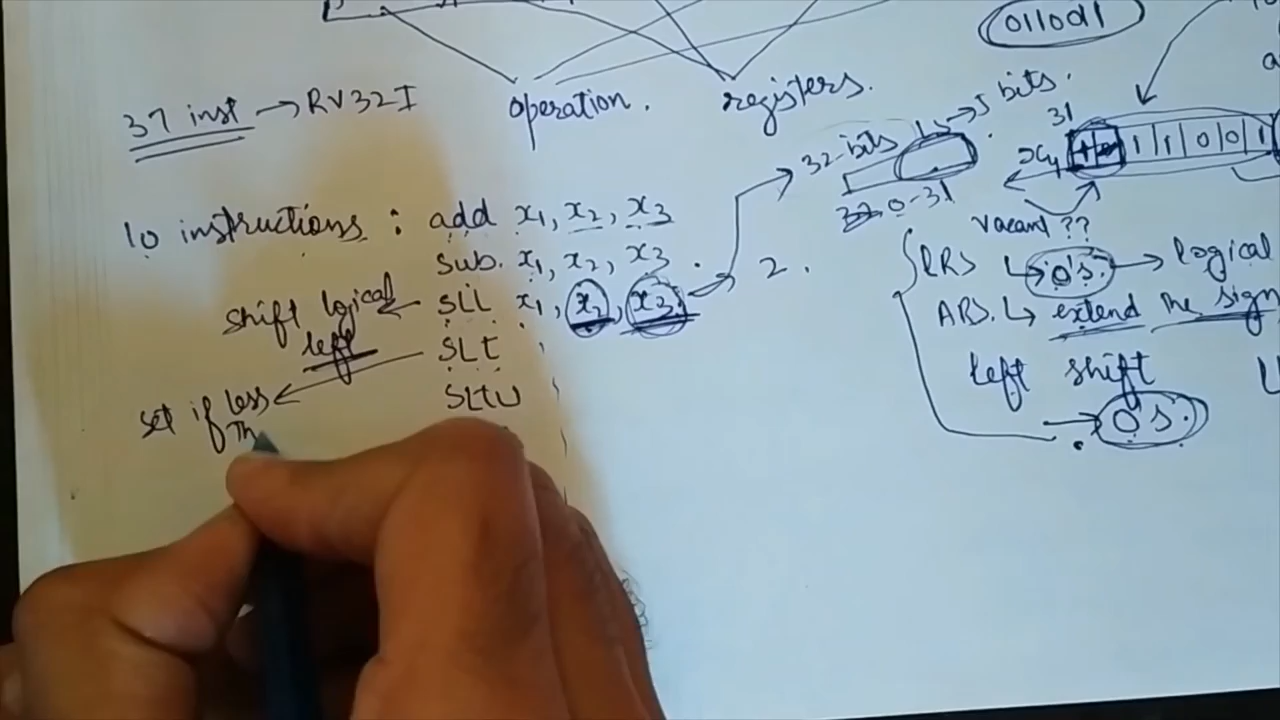 011001
37 inst → RV32I
operation.
registers.
32-bits
→ 5 bits.
0-31
31
x4
1 1 0 0 1
vacant ??
10 instructions : add x1, x2, x3
sub. x1, x2, x3
shift logical left ← SLL x1, x2, x3
2.
set if less Th ← SLt
SLtU
LRS ↳ 0's. → logical
ARS. ↳ extend the sign
left shift
→ 0's.